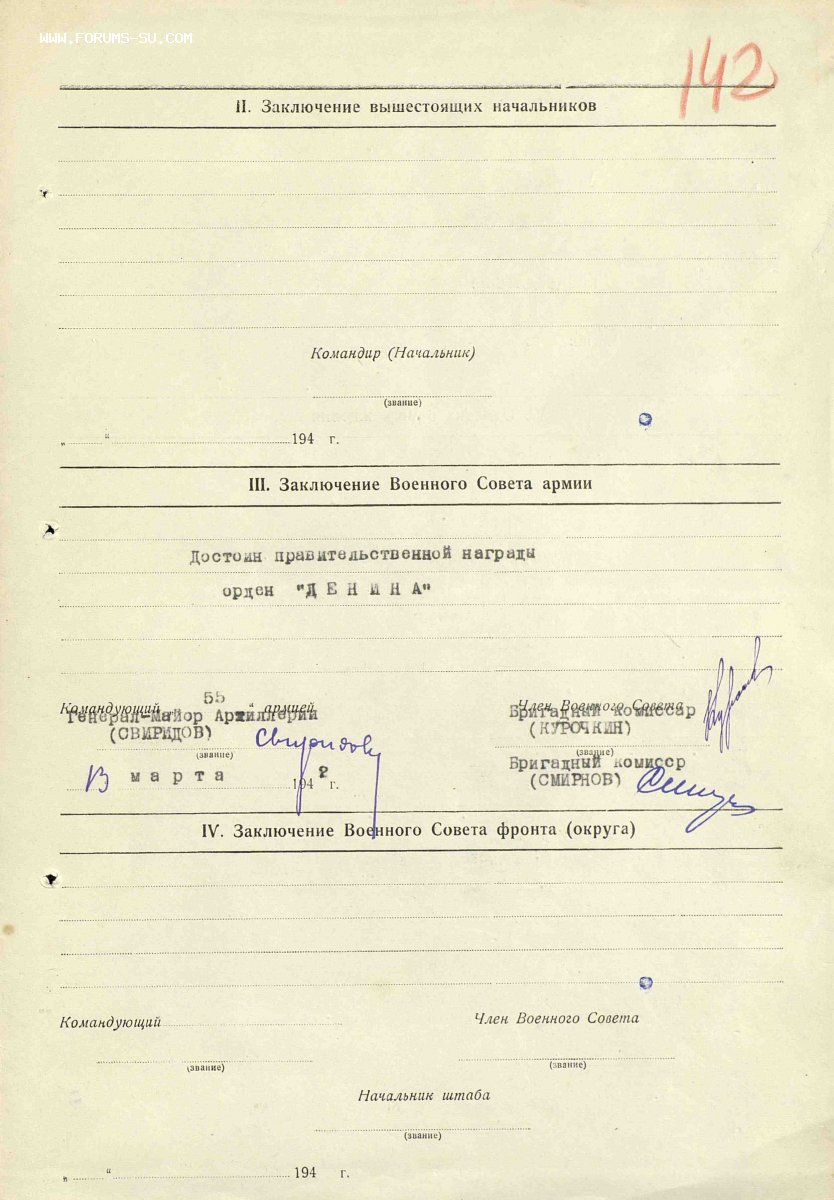 WWW.FORUMS-SU.COM
142
II. Заключение вышестоящих начальников
Командир (Начальник)
(звание)
„ “ 194 г.
III. Заключение Военного Совета армии
Достоин правительственной награды
орден "Д Е Н И Н А"
Командующий „ 55 “ армией
Член Военного Совета
Генерал-Майор Артиллерии
(СВИРИДОВ)
Свиридов
(звание)
Бригадный комиссар
(КУРОЧКИН)
(звание)
Бригадный комисср
(СМИРНОВ)
13 марта 1942 г.
IV. Заключение Военного Совета фронта (округа)
Командующий
Член Военного Совета
(звание)
(звание)
Начальник штаба
(звание)
„ “ 194 г.